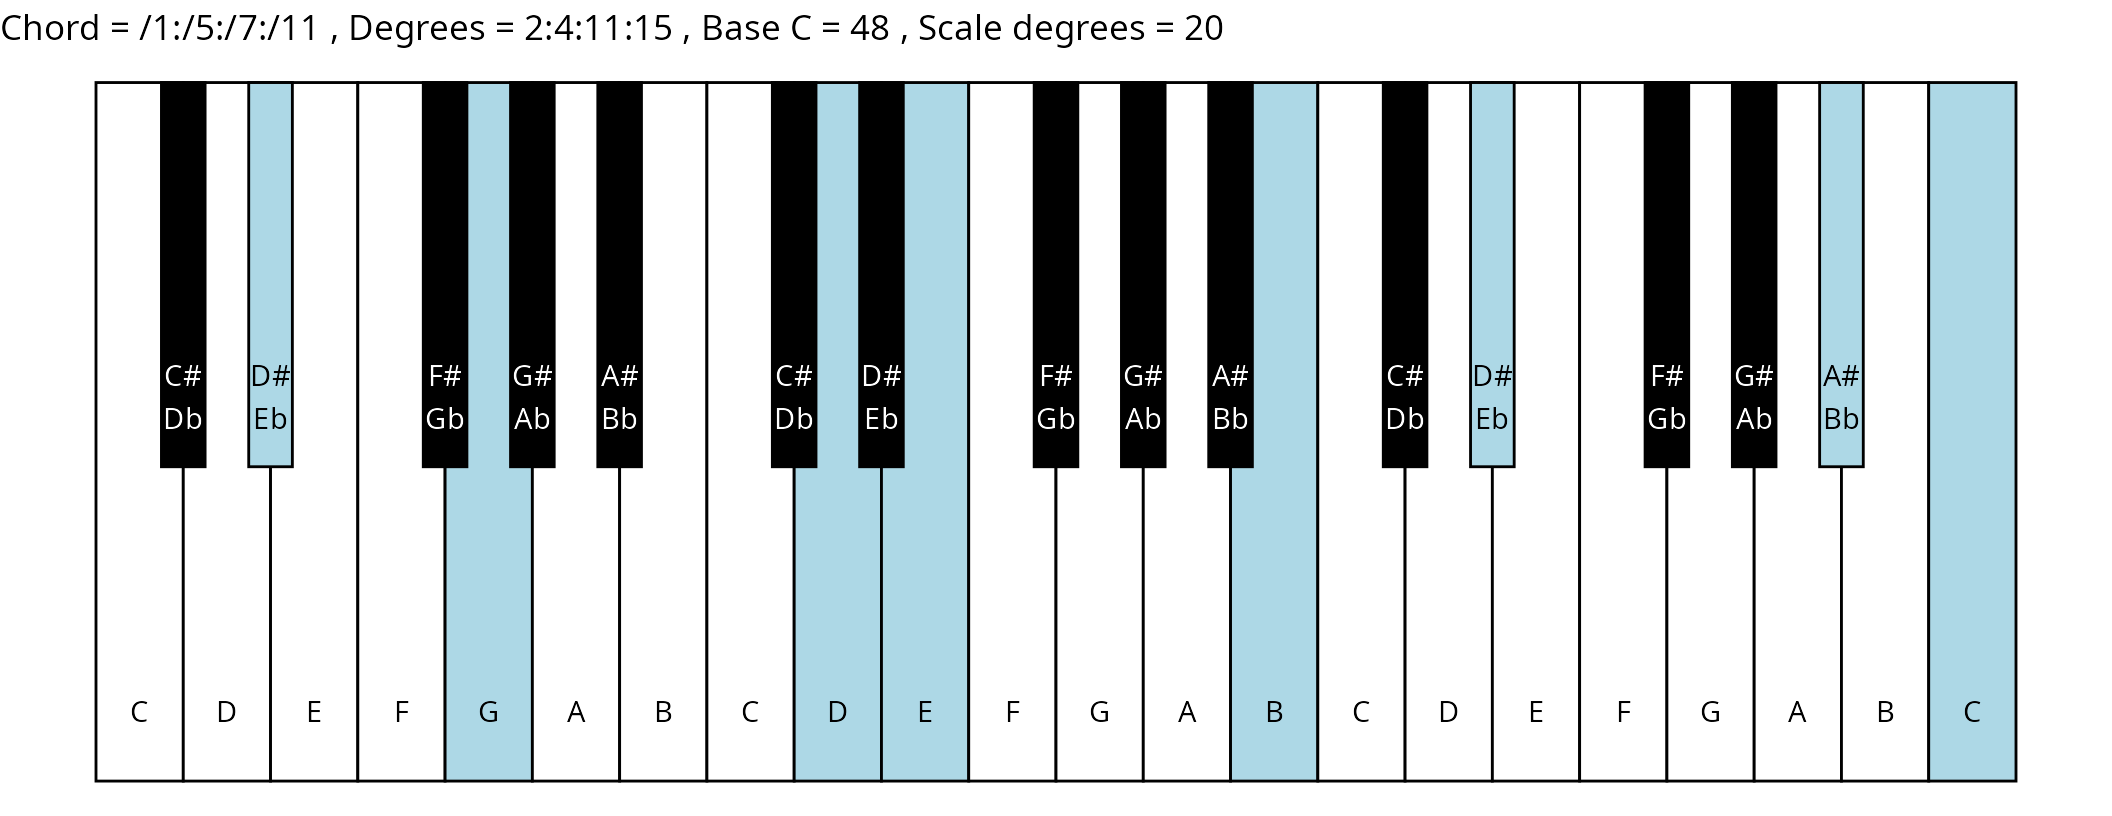 Chord = /1:/5:/7:/11 , Degrees = 2:4:11:15 , Base C = 48 , Scale degrees = 20
C# D# F# G# A# C# D# F# G# A# C# D# F# G# A#
Db Eb Gb Ab Bb Db Eb Gb Ab Bb Db Eb Gb Ab Bb
C D E F G A B C D E F G A B C D E F G A B C